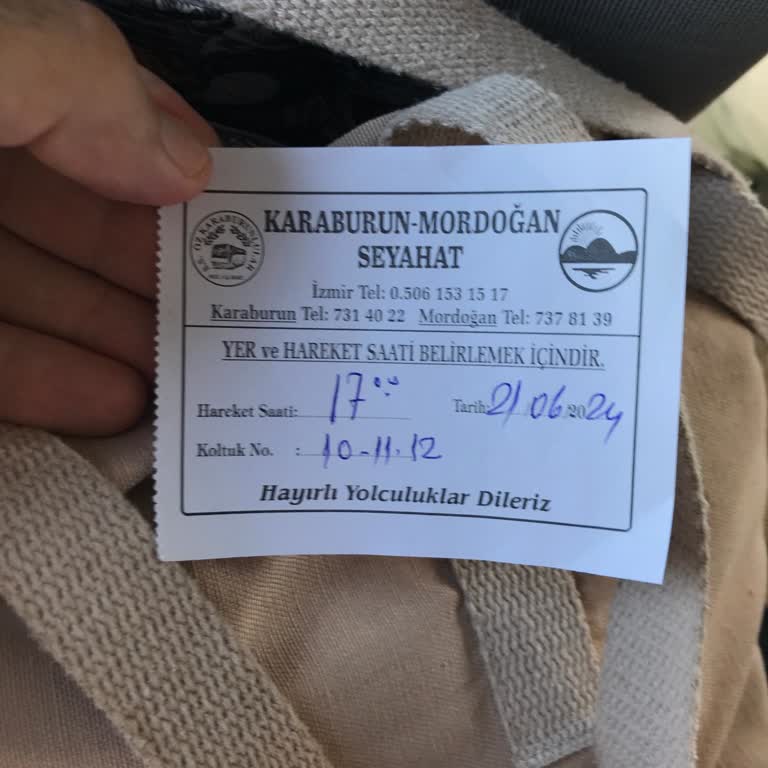 KARABURUN-MORDOĞAN
SEYAHAT
İzmir Tel: 0.506 153 15 17
Karaburun Tel: 731 40 22 Mordoğan Tel: 737 81 39
YER ve HAREKET SAATİ BELİRLEMEK İÇİNDİR.
Hareket Saati: 17:00 Tarih: 21/06/2024
Koltuk No. : 10-11.12
Hayırlı Yolculuklar Dileriz